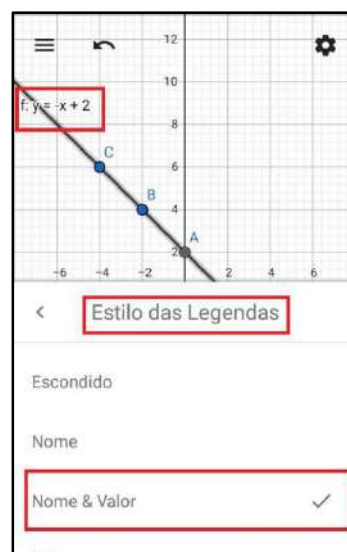 12
10
f: y = -x + 2
8
C
6
B
4
A
2
-6 -4 -2 2 4 6
< Estilo das Legendas
Escondido
Nome
Nome & Valor